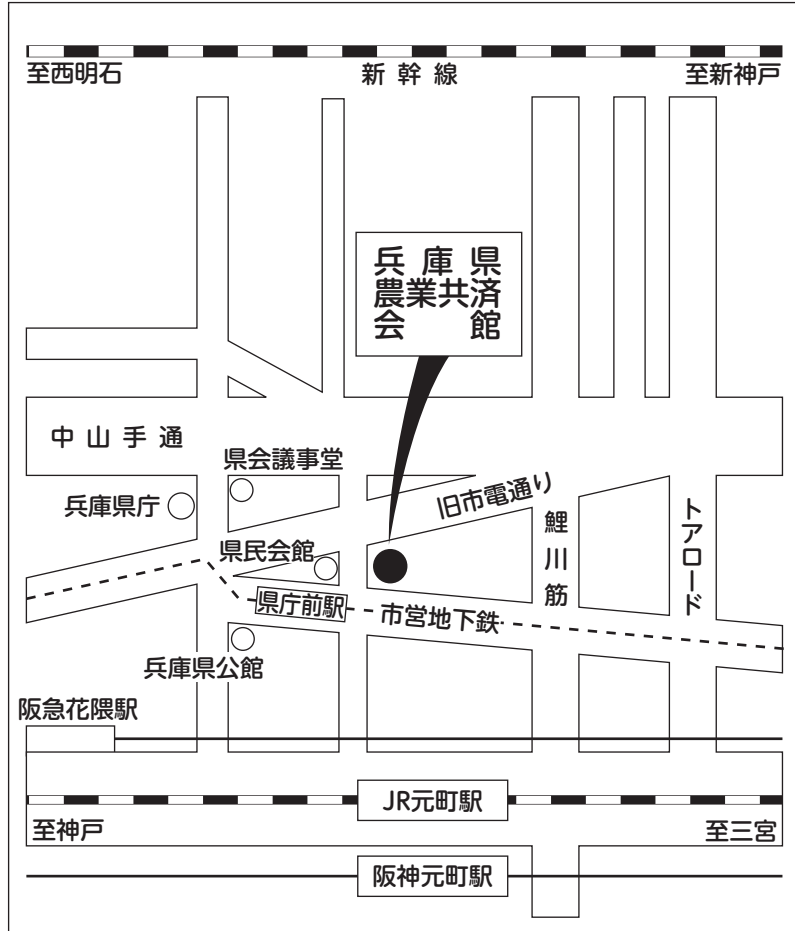 至西明石
新幹線
至新神戸
兵庫県
農業共済
会館
中山手通
県会議事堂
兵庫県庁
旧市電通り
鯉川筋
トアロード
県民会館
県庁前駅
市営地下鉄
兵庫県公館
阪急花隈駅
JR元町駅
至神戸
至三宮
阪神元町駅